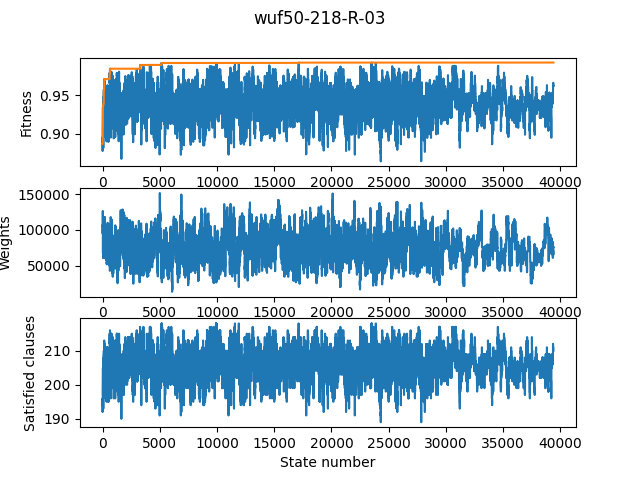 wuf50-218-R-03
Fitness
0.95
0.90
0 5000 10000 15000 20000 25000 30000 35000 40000
Weights
150000
100000
50000
0 5000 10000 15000 20000 25000 30000 35000 40000
Satisfied clauses
210
200
190
0 5000 10000 15000 20000 25000 30000 35000 40000
State number